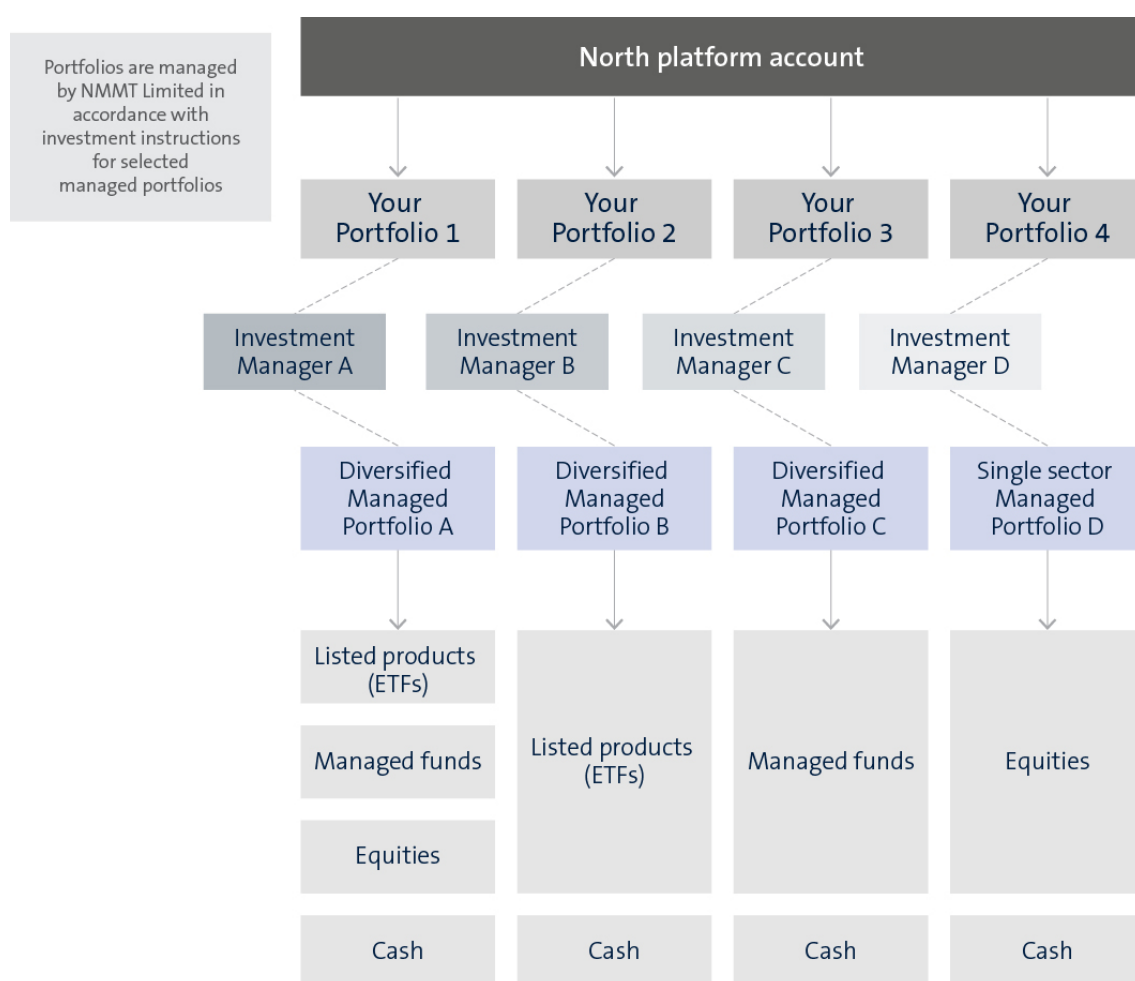 North platform account
Portfolios are managed
by NMMT Limited in
accordance with
investment instructions
for selected
managed portfolios
Your
Portfolio 1
Your
Portfolio 2
Your
Portfolio 3
Your
Portfolio 4
Investment
Manager A
Investment
Manager B
Investment
Manager C
Investment
Manager D
Diversified
Managed
Portfolio A
Diversified
Managed
Portfolio B
Diversified
Managed
Portfolio C
Single sector
Managed
Portfolio D
Listed products
(ETFs)
Managed funds
Equities
Listed products
(ETFs)
Managed funds
Equities
Cash
Cash
Cash
Cash